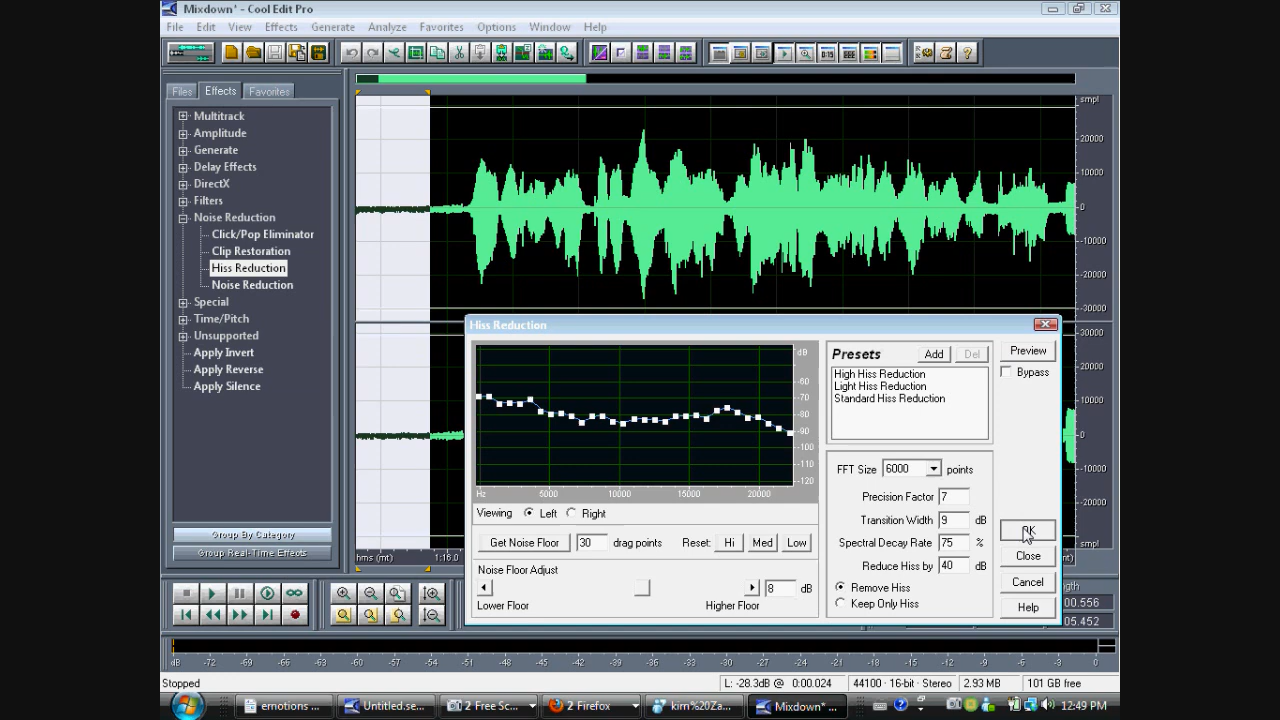 Mixdown* - Cool Edit Pro
File Edit View Effects Generate Analyze Favorites Options Window Help
Files Effects Favorites
Multitrack
Amplitude
Generate
Delay Effects
DirectX
Filters
Noise Reduction
Click/Pop Eliminator
Clip Restoration
Hiss Reduction
Noise Reduction
Special
Time/Pitch
Unsupported
Apply Invert
Apply Reverse
Apply Silence
Group By Category
Group Real-Time Effects
smpl
20000
10000
0
-10000
-20000
-30000
30000
20000
10000
0
-10000
-20000
hms (mt) 1:16.0
(mt)
Hiss Reduction
dB
-60
-70
-80
-90
-100
-110
-120
Hz 5000 10000 15000 20000
Viewing Left Right
Get Noise Floor 30 drag points Reset: Hi Med Low
Noise Floor Adjust
8 dB
Lower Floor Higher Floor
Presets Add Del
High Hiss Reduction
Light Hiss Reduction
Standard Hiss Reduction
FFT Size 6000 points
Precision Factor 7
Transition Width 9 dB
Spectral Decay Rate 75 %
Reduce Hiss by 40 dB
Remove Hiss
Keep Only Hiss
Preview
Bypass
OK
Close
Cancel
Help
00.556
05.452
dB -72 -69 -66 -63 -60 -57 -54 -51 -48 -45 -42 -39 -36 -33 -30 -27 -24 -21 -18 -15 -12 -9 -6 -3 0
Stopped L: -28.3dB @ 0:00.024 44100 · 16-bit · Stereo 2.93 MB 101 GB free
emotions ... Untitled.se... 2 Free Sc... 2 Firefox kirn%20Za... Mixdown* ... 12:49 PM